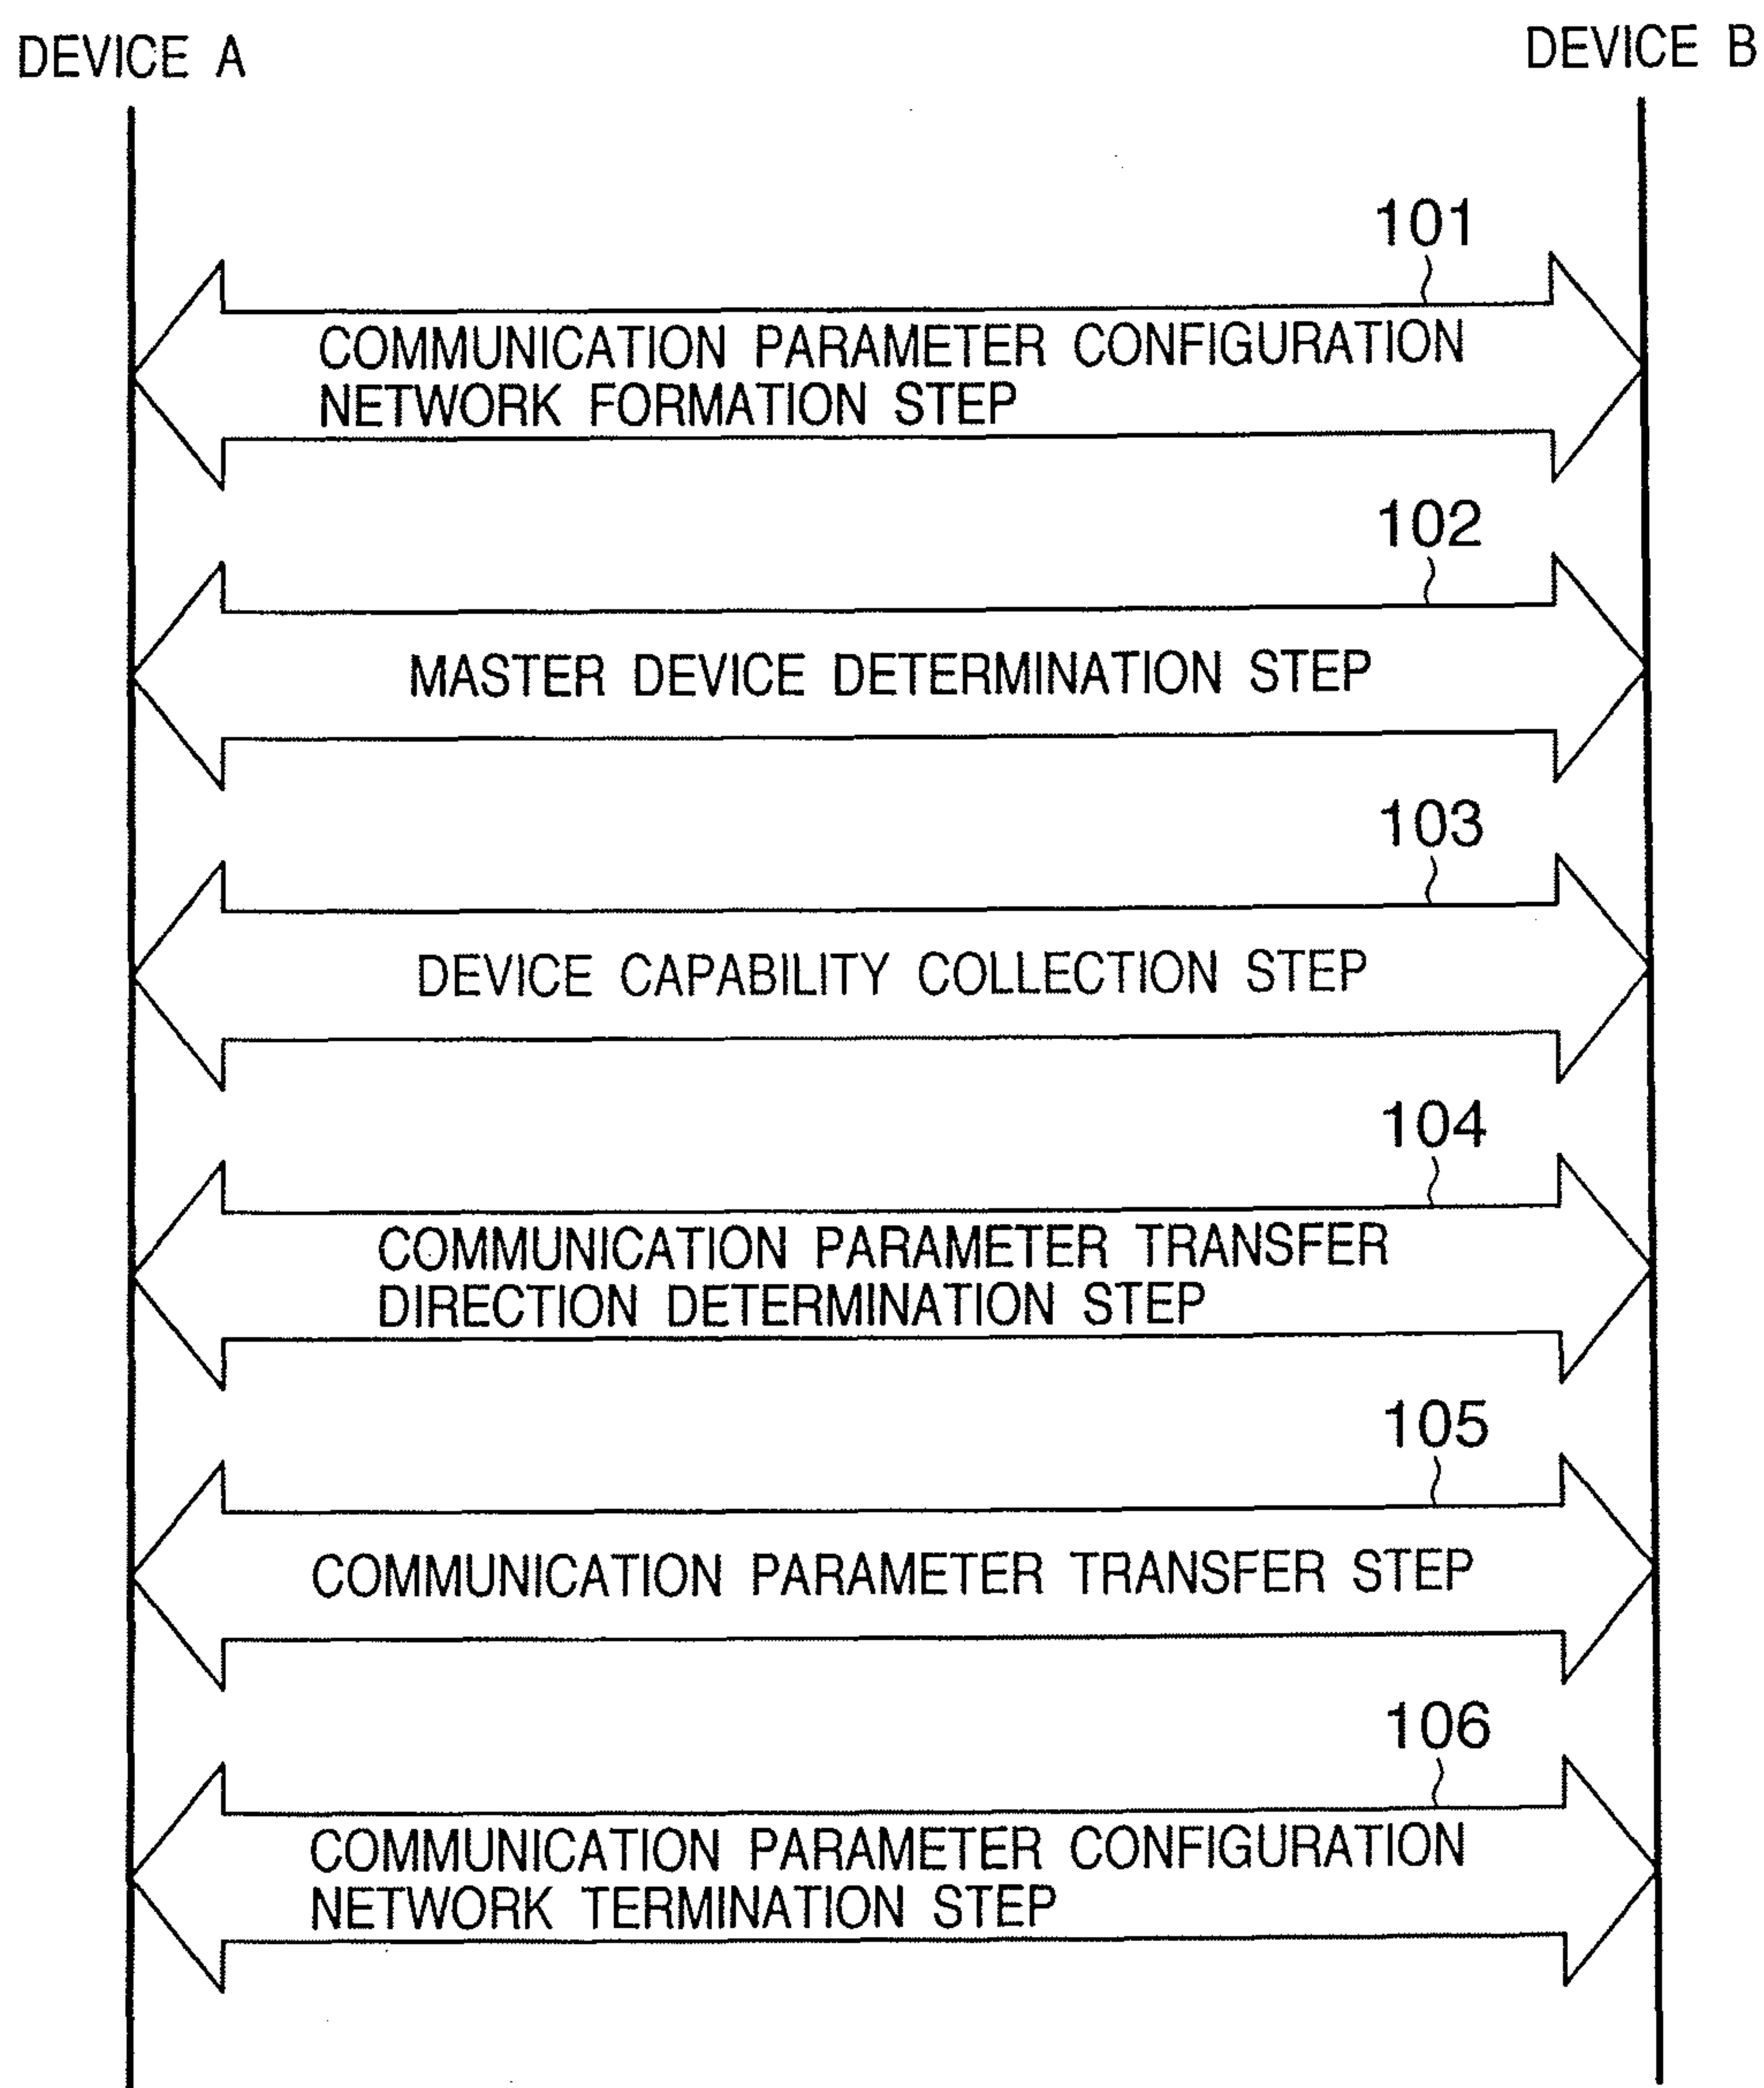 DEVICE A
DEVICE B
101
COMMUNICATION PARAMETER CONFIGURATION
NETWORK FORMATION STEP
102
MASTER DEVICE DETERMINATION STEP
103
DEVICE CAPABILITY COLLECTION STEP
104
COMMUNICATION PARAMETER TRANSFER
DIRECTION DETERMINATION STEP
105
COMMUNICATION PARAMETER TRANSFER STEP
106
COMMUNICATION PARAMETER CONFIGURATION
NETWORK TERMINATION STEP